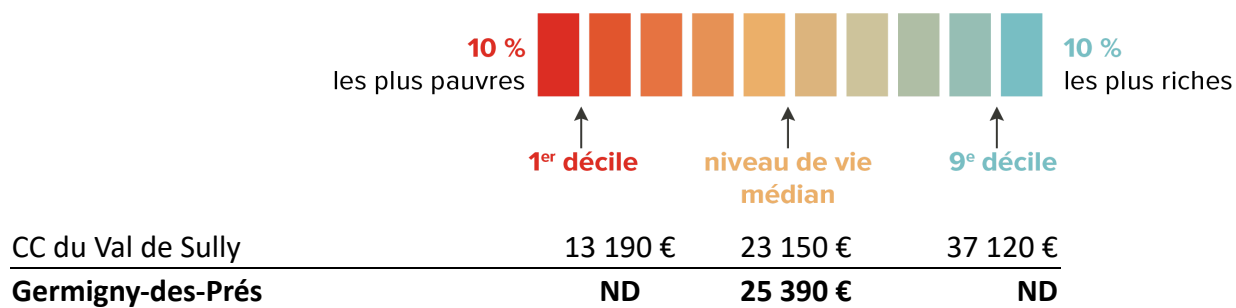 10 %
les plus pauvres
10 %
les plus riches
1er décile
niveau de vie
médian
9e décile
CC du Val de Sully 13 190 € 23 150 € 37 120 €
Germigny-des-Prés ND 25 390 € ND